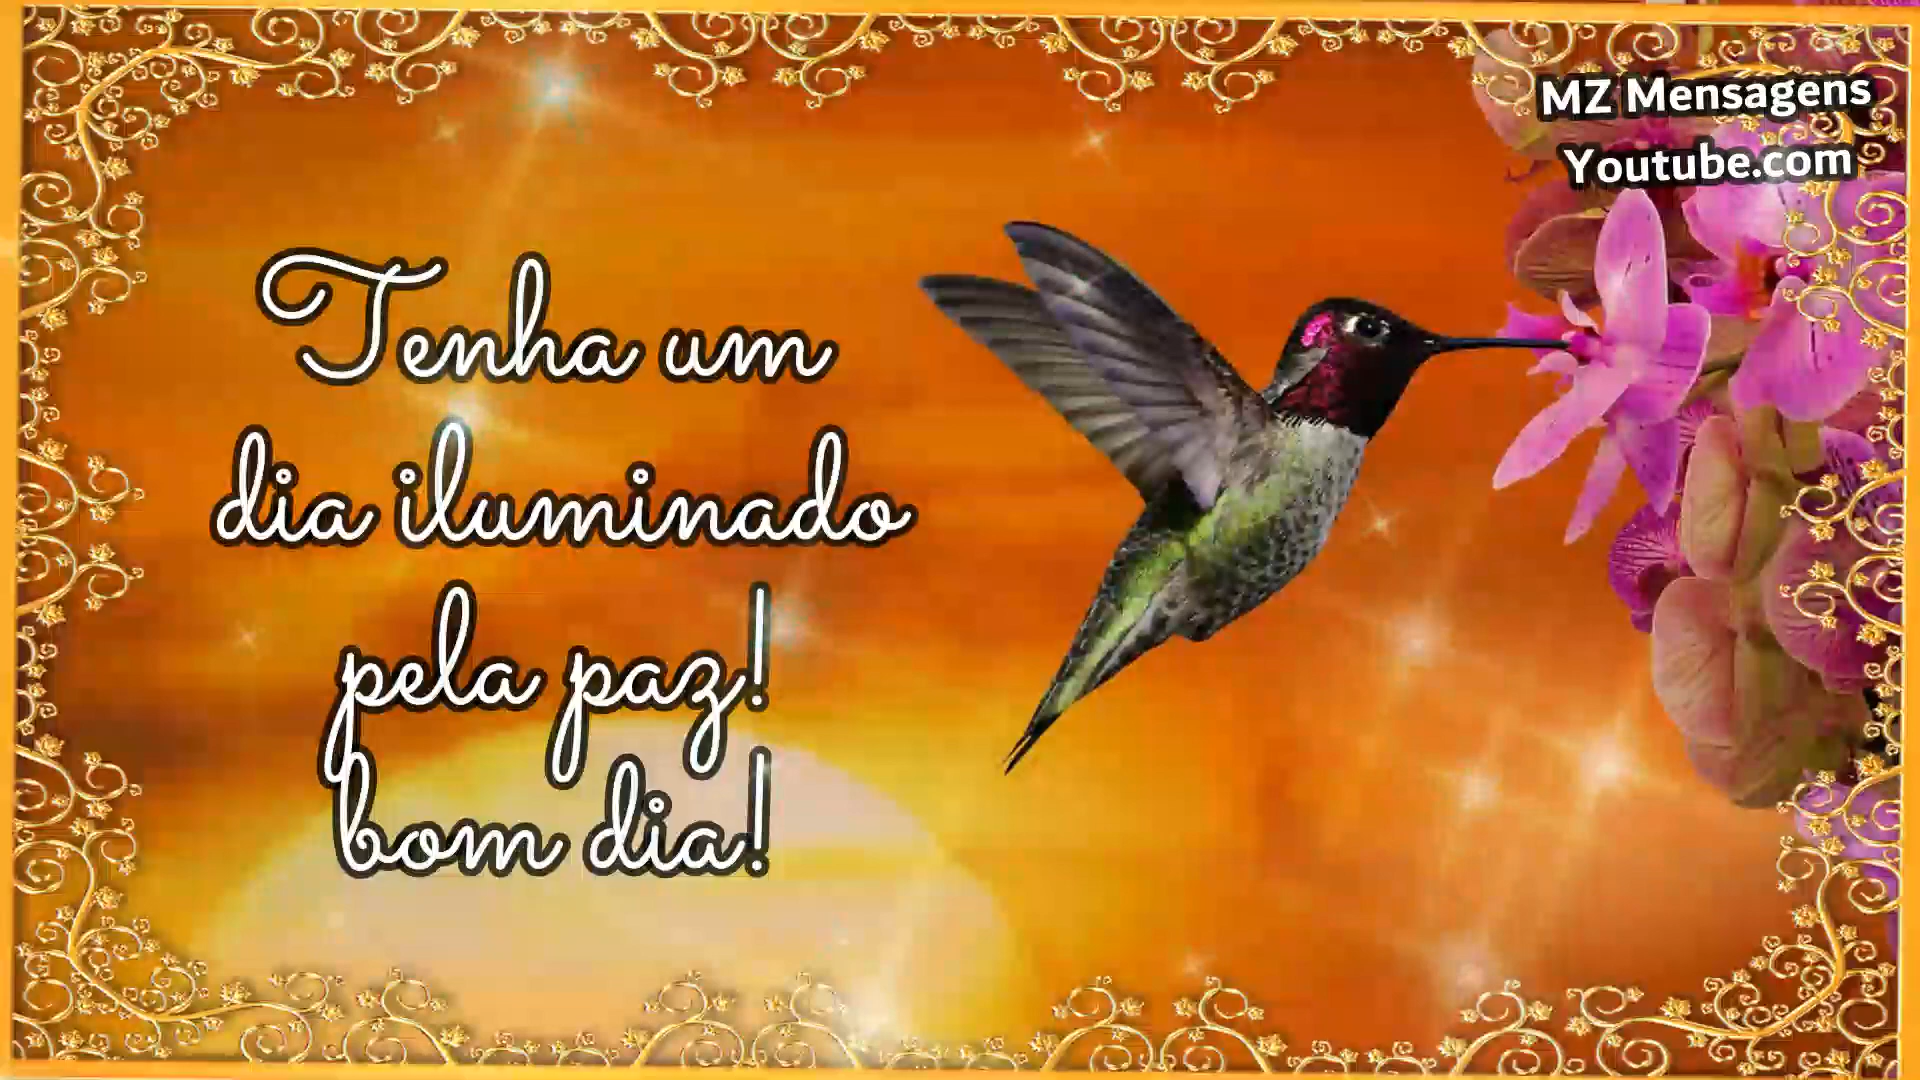 MZ Mensagens
Youtube.com
Tenha um
dia iluminado
pela paz!
bom dia!